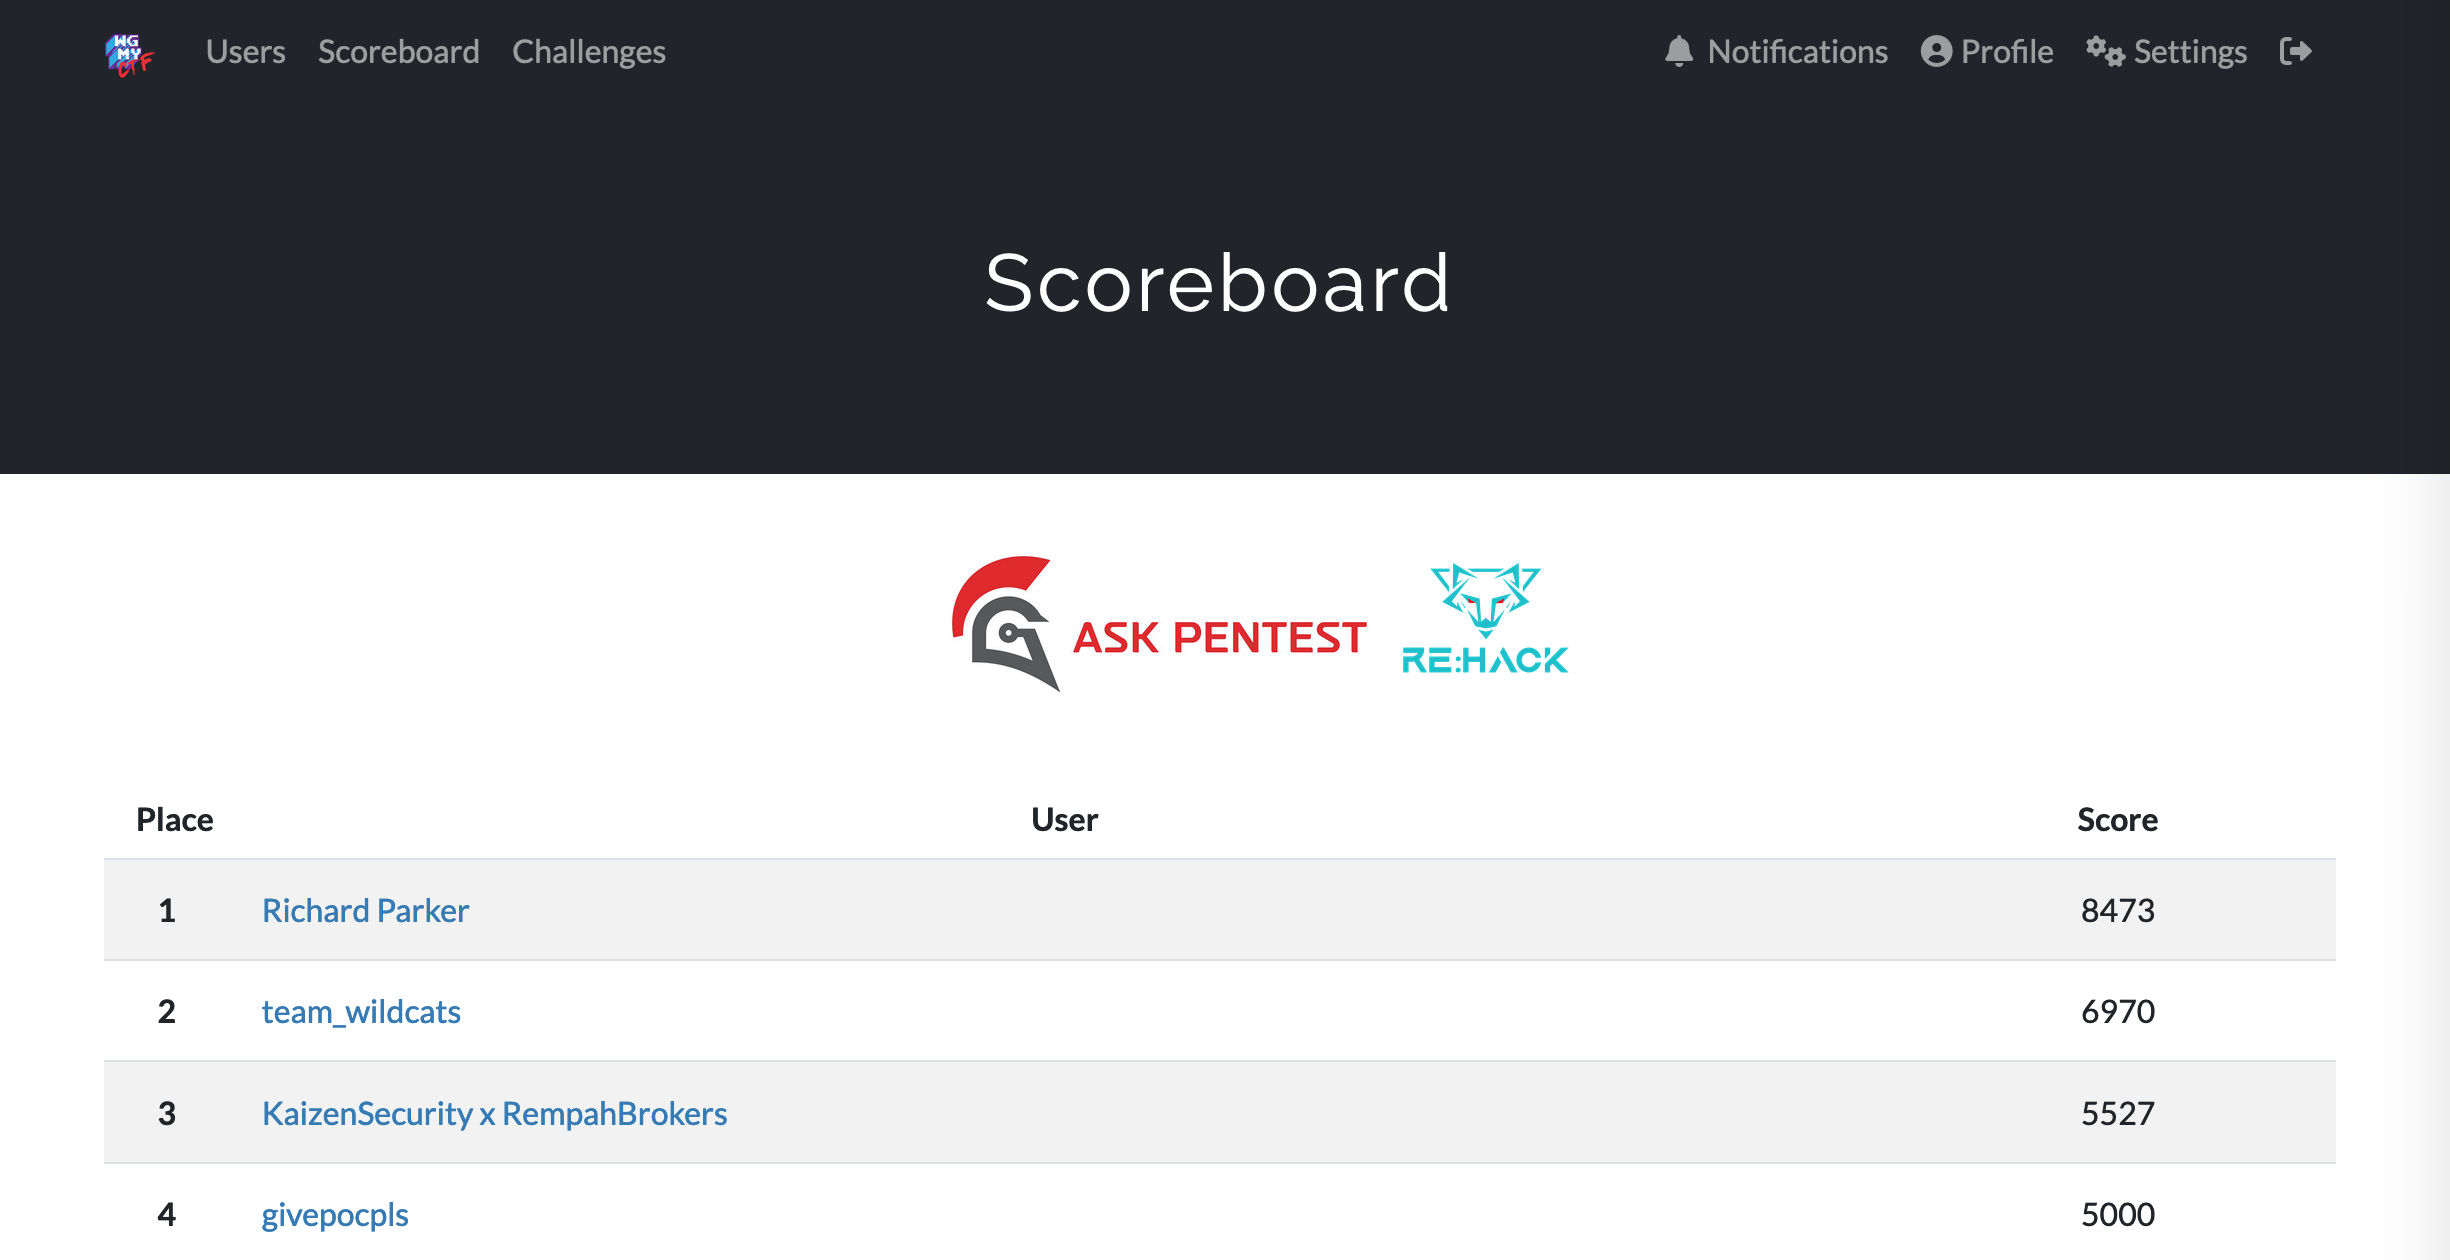 WG MY CTF Users Scoreboard Challenges Notifications Profile Settings
Scoreboard
ASK PENTEST
RE:HACK
Place User Score
1 Richard Parker 8473
2 team_wildcats 6970
3 KaizenSecurity x RempahBrokers 5527
4 givepocpls 5000